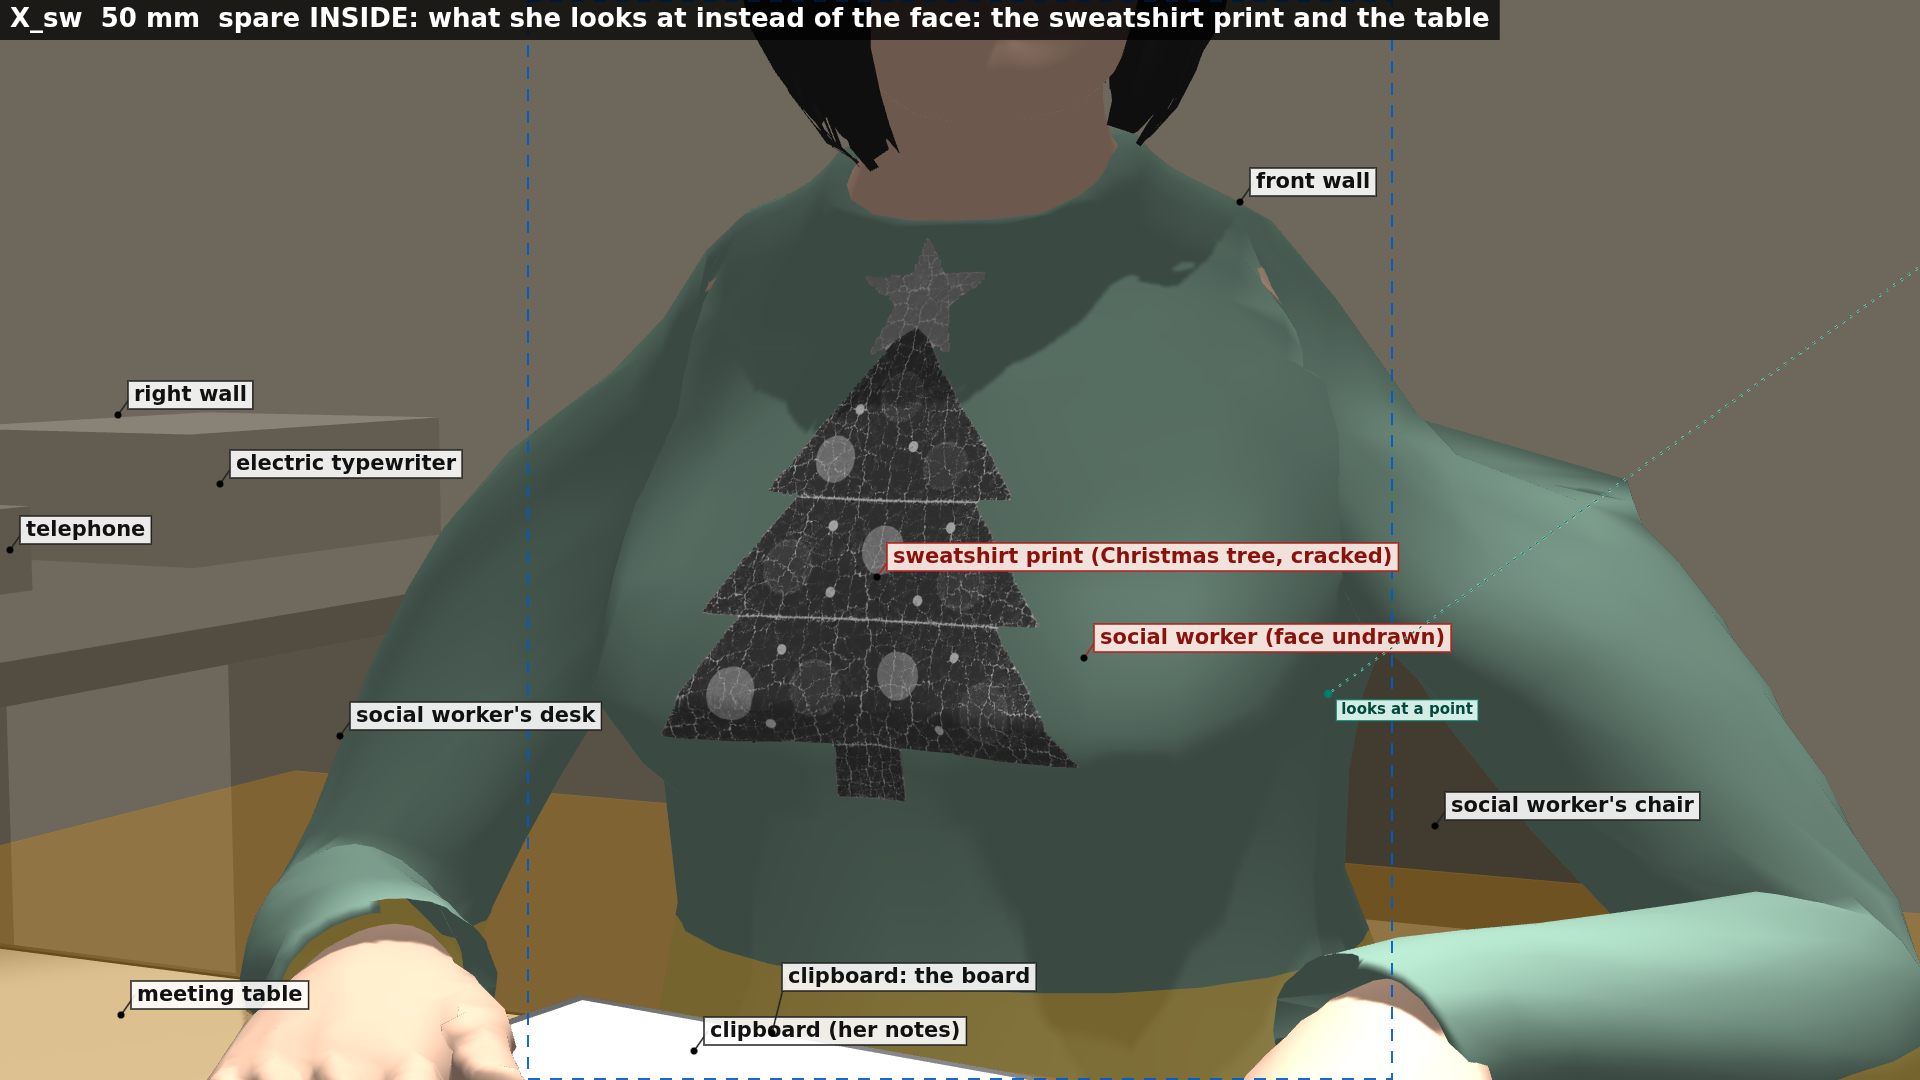 X_sw 50 mm spare INSIDE: what she looks at instead of the face: the sweatshirt print and the table
front wall
right wall
electric typewriter
telephone
sweatshirt print (Christmas tree, cracked)
social worker (face undrawn)
looks at a point
social worker's desk
social worker's chair
clipboard: the board
meeting table
clipboard (her notes)